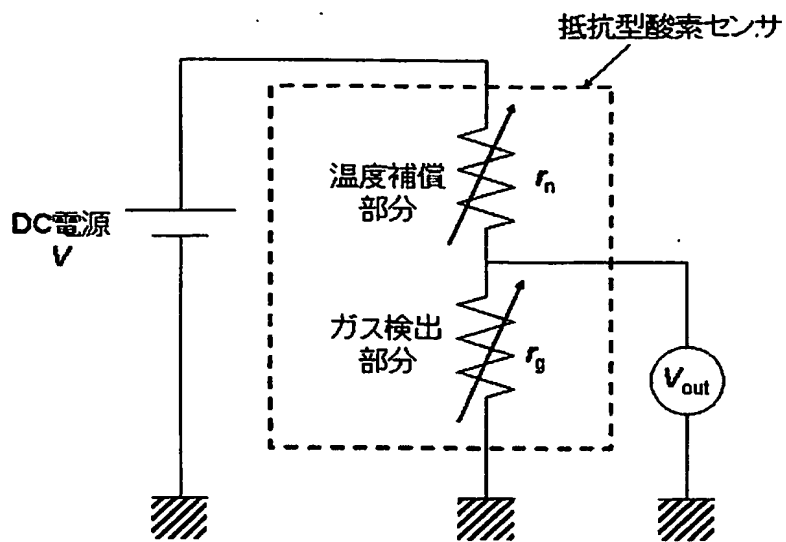 抵抗型酸素センサ
温度補償
部分
rn
DC電源
V
ガス検出
部分
rg
Vout